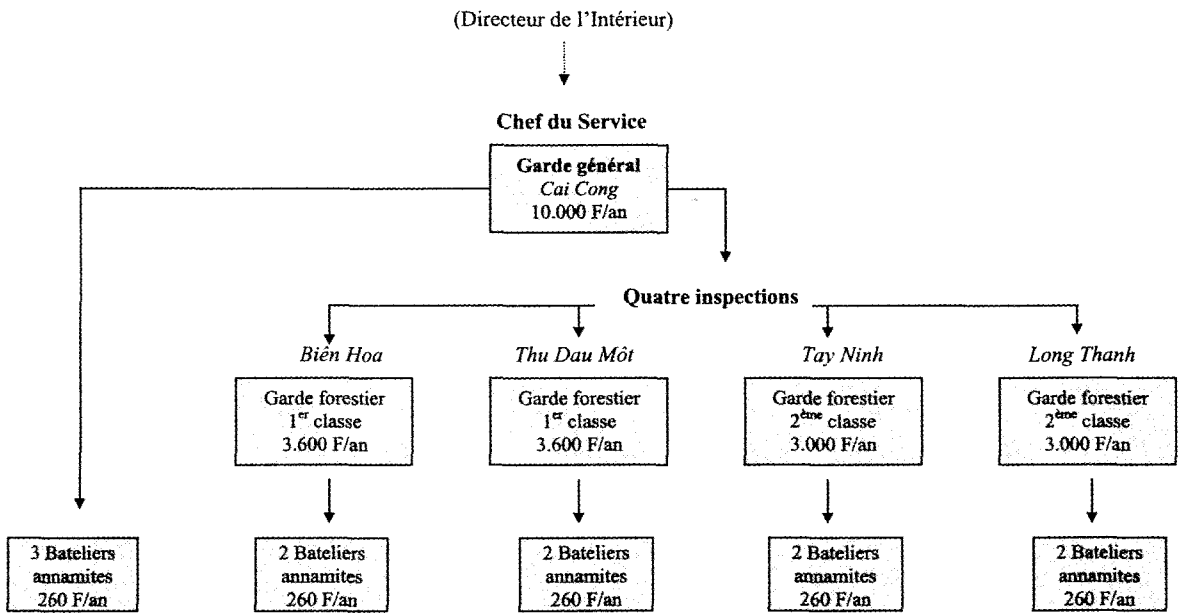 (Directeur de l'Intérieur)
Chef du Service
Garde général
Cai Cong
10.000 F/an
Quatre inspections
Biên Hoa
Garde forestier
1er classe
3.600 F/an
Thu Dau Môt
Garde forestier
1er classe
3.600 F/an
Tay Ninh
Garde forestier
2ème classe
3.000 F/an
Long Thanh
Garde forestier
2ème classe
3.000 F/an
3 Bateliers
annamites
260 F/an
2 Bateliers
annamites
260 F/an
2 Bateliers
annamites
260 F/an
2 Bateliers
annamites
260 F/an
2 Bateliers
annamites
260 F/an